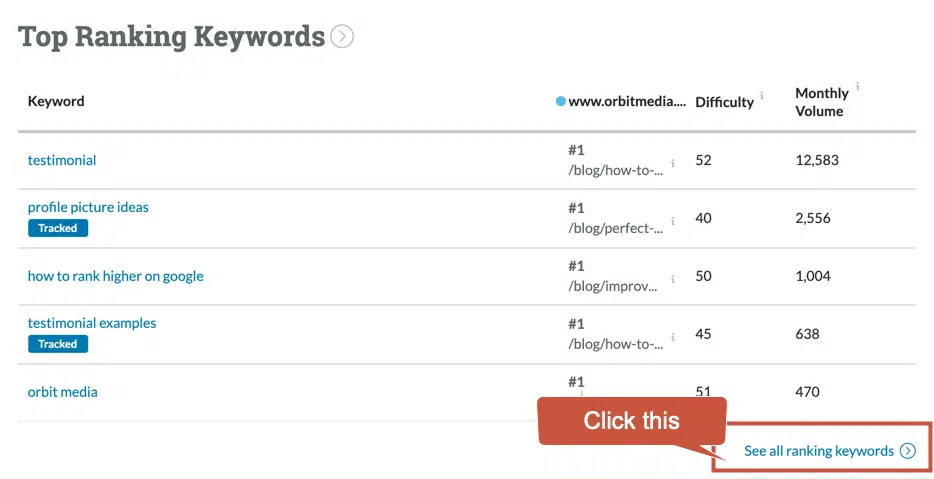 Top Ranking Keywords
Keyword
www.orbitmedia....
Difficulty
Monthly
Volume
testimonial
#1
/blog/how-to-...
52
12,583
profile picture ideas
Tracked
#1
/blog/perfect-...
40
2,556
how to rank higher on google
#1
/blog/improv...
50
1,004
testimonial examples
Tracked
#1
/blog/how-to-...
45
638
orbit media
#1
51
470
Click this
See all ranking keywords